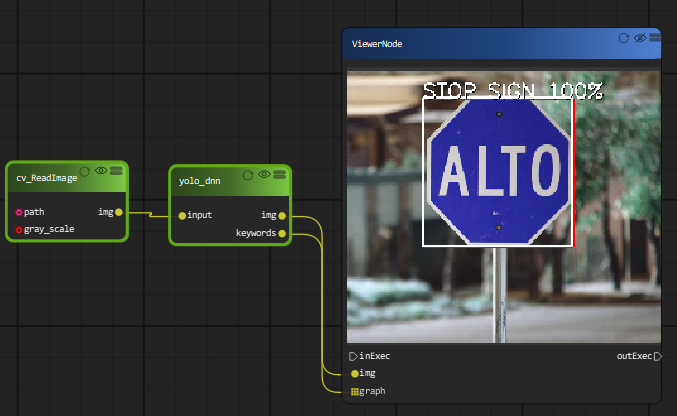 cv_ReadImage
path
img
gray_scale
yolo_dnn
input
img
keywords
ViewerNode
STOP SIGN 100%
ALTO
inExec
outExec
img
graph